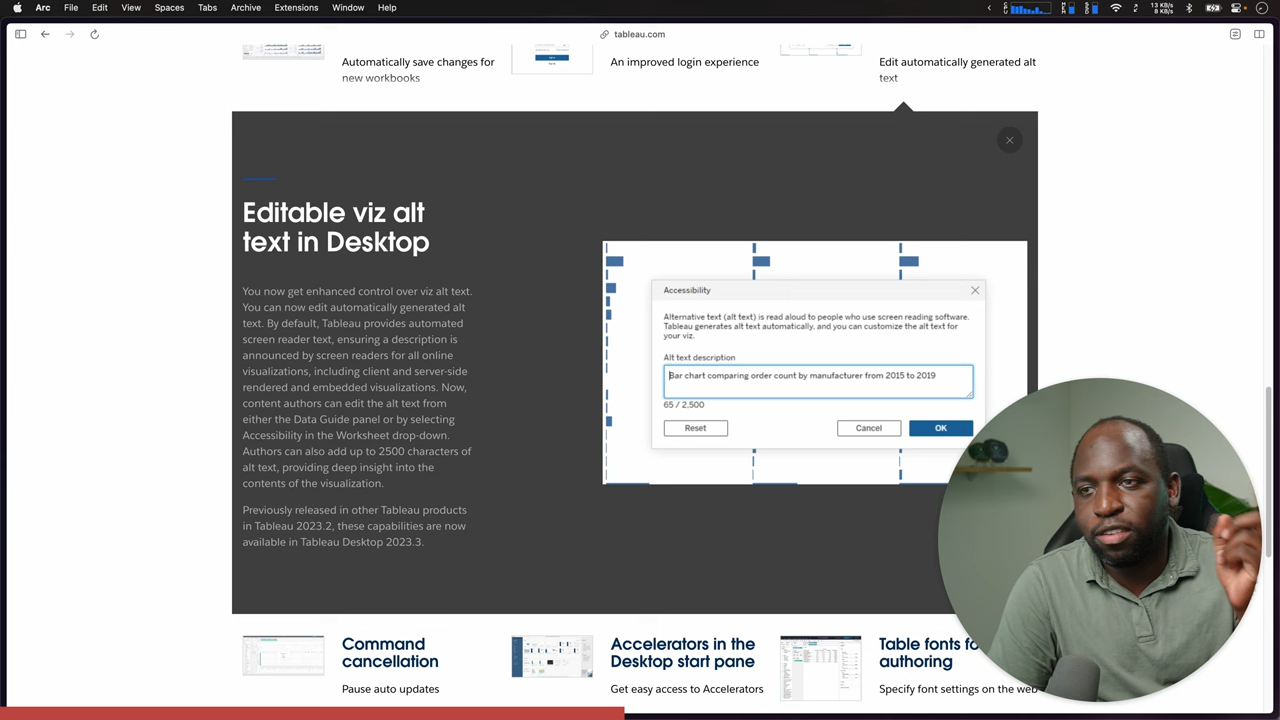 Arc File Edit View Spaces Tabs Archive Extensions Window Help
13 KB/s
8 KB/s
tableau.com
Automatically save changes for
new workbooks
An improved login experience
Edit automatically generated alt
text
Editable viz alt
text in Desktop
You now get enhanced control over viz alt text.
You can now edit automatically generated alt
text. By default, Tableau provides automated
screen reader text, ensuring a description is
announced by screen readers for all online
visualizations, including client and server-side
rendered and embedded visualizations. Now,
content authors can edit the alt text from
either the Data Guide panel or by selecting
Accessibility in the Worksheet drop-down.
Authors can also add up to 2500 characters of
alt text, providing deep insight into the
contents of the visualization.
Previously released in other Tableau products
in Tableau 2023.2, these capabilities are now
available in Tableau Desktop 2023.3.
Accessibility
Alternative text (alt text) is read aloud to people who use screen reading software.
Tableau generates alt text automatically, and you can customize the alt text for
your viz.
Alt text description
Bar chart comparing order count by manufacturer from 2015 to 2019
65 / 2,500
Reset
Cancel
OK
Command
cancellation
Pause auto updates
Accelerators in the
Desktop start pane
Get easy access to Accelerators
Table fonts fo
authoring
Specify font settings on the web